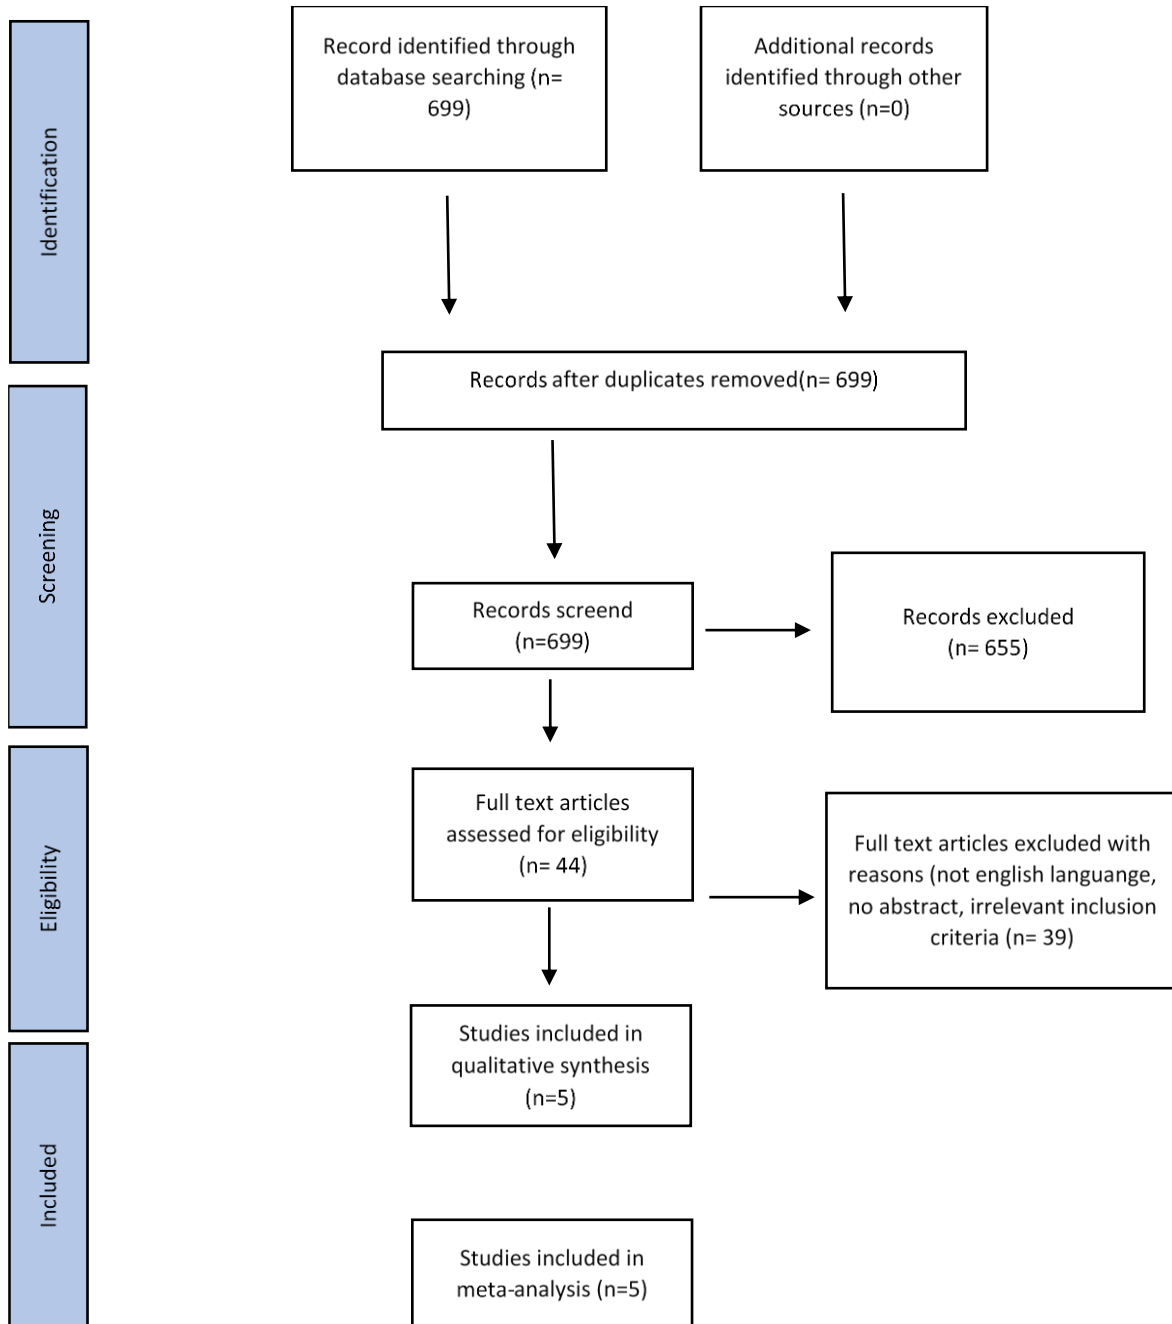 Identification
Record identified through
database searching (n=
699)
Additional records
identified through other
sources (n=0)
Records after duplicates removed(n= 699)
Screening
Records screend
(n=699)
Records excluded
(n= 655)
Eligibility
Full text articles
assessed for eligibility
(n= 44)
Full text articles excluded with
reasons (not english languange,
no abstract, irrelevant inclusion
criteria (n= 39)
Included
Studies included in
qualitative synthesis
(n=5)
Studies included in
meta-analysis (n=5)